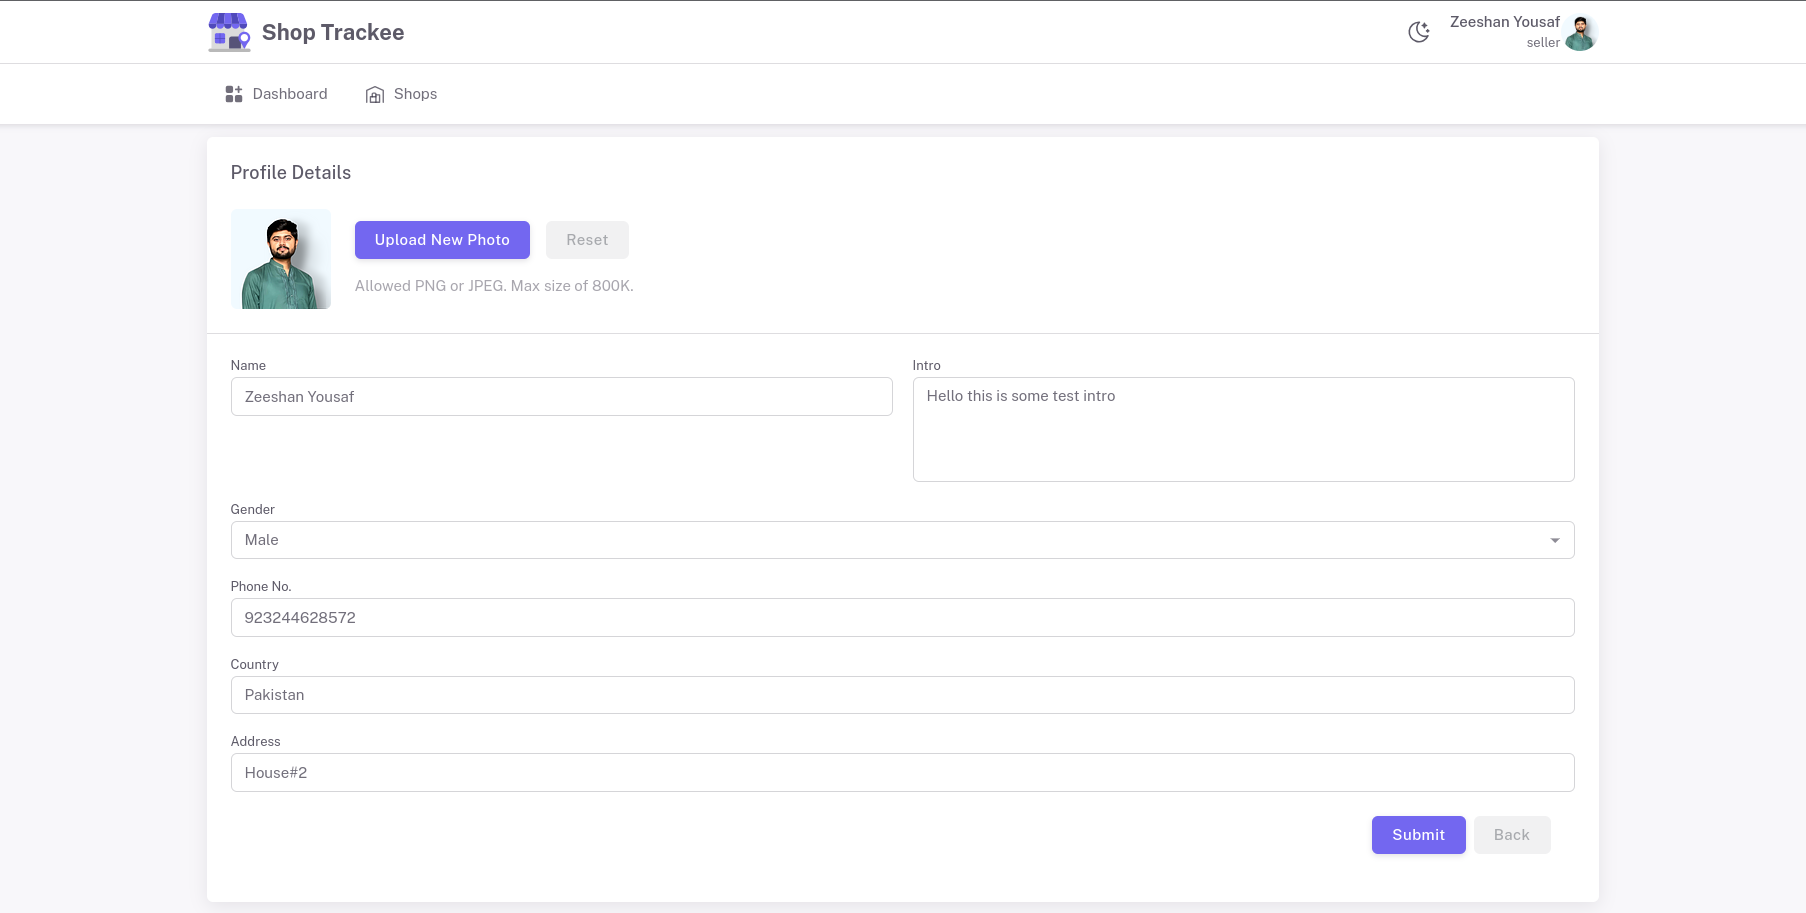 Shop Trackee
Zeeshan Yousaf
seller
Dashboard
Shops
Profile Details
Upload New Photo
Reset
Allowed PNG or JPEG. Max size of 800K.
Name
Zeeshan Yousaf
Intro
Hello this is some test intro
Gender
Male
Phone No.
923244628572
Country
Pakistan
Address
House#2
Submit
Back